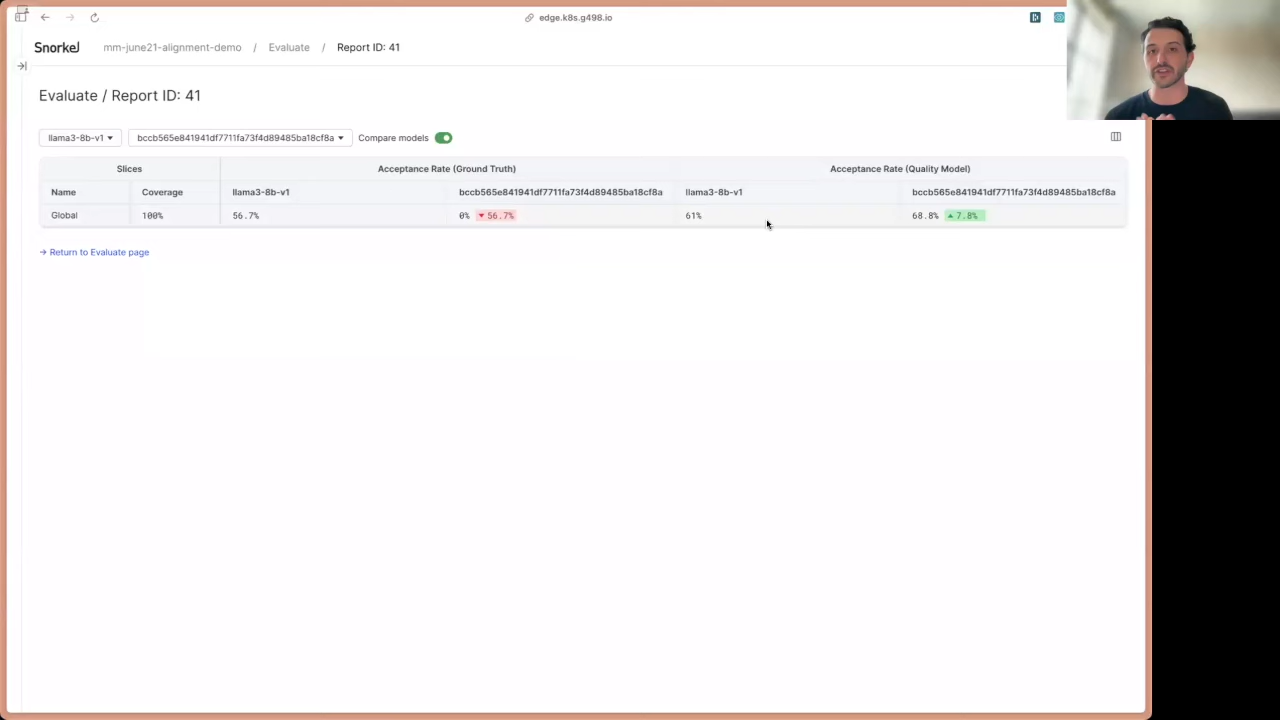 edge.k8s.g498.io
Snorkel mm-june21-alignment-demo / Evaluate / Report ID: 41
Evaluate / Report ID: 41
llama3-8b-v1 bccb565e841941df7711fa73f4d89485ba18cf8a Compare models
Slices Acceptance Rate (Ground Truth) Acceptance Rate (Quality Model)
Name Coverage llama3-8b-v1 bccb565e841941df7711fa73f4d89485ba18cf8a llama3-8b-v1 bccb565e841941df7711fa73f4d89485ba18cf8a
Global 100% 56.7% 0% 56.7% 61% 68.8% 7.8%
Return to Evaluate page